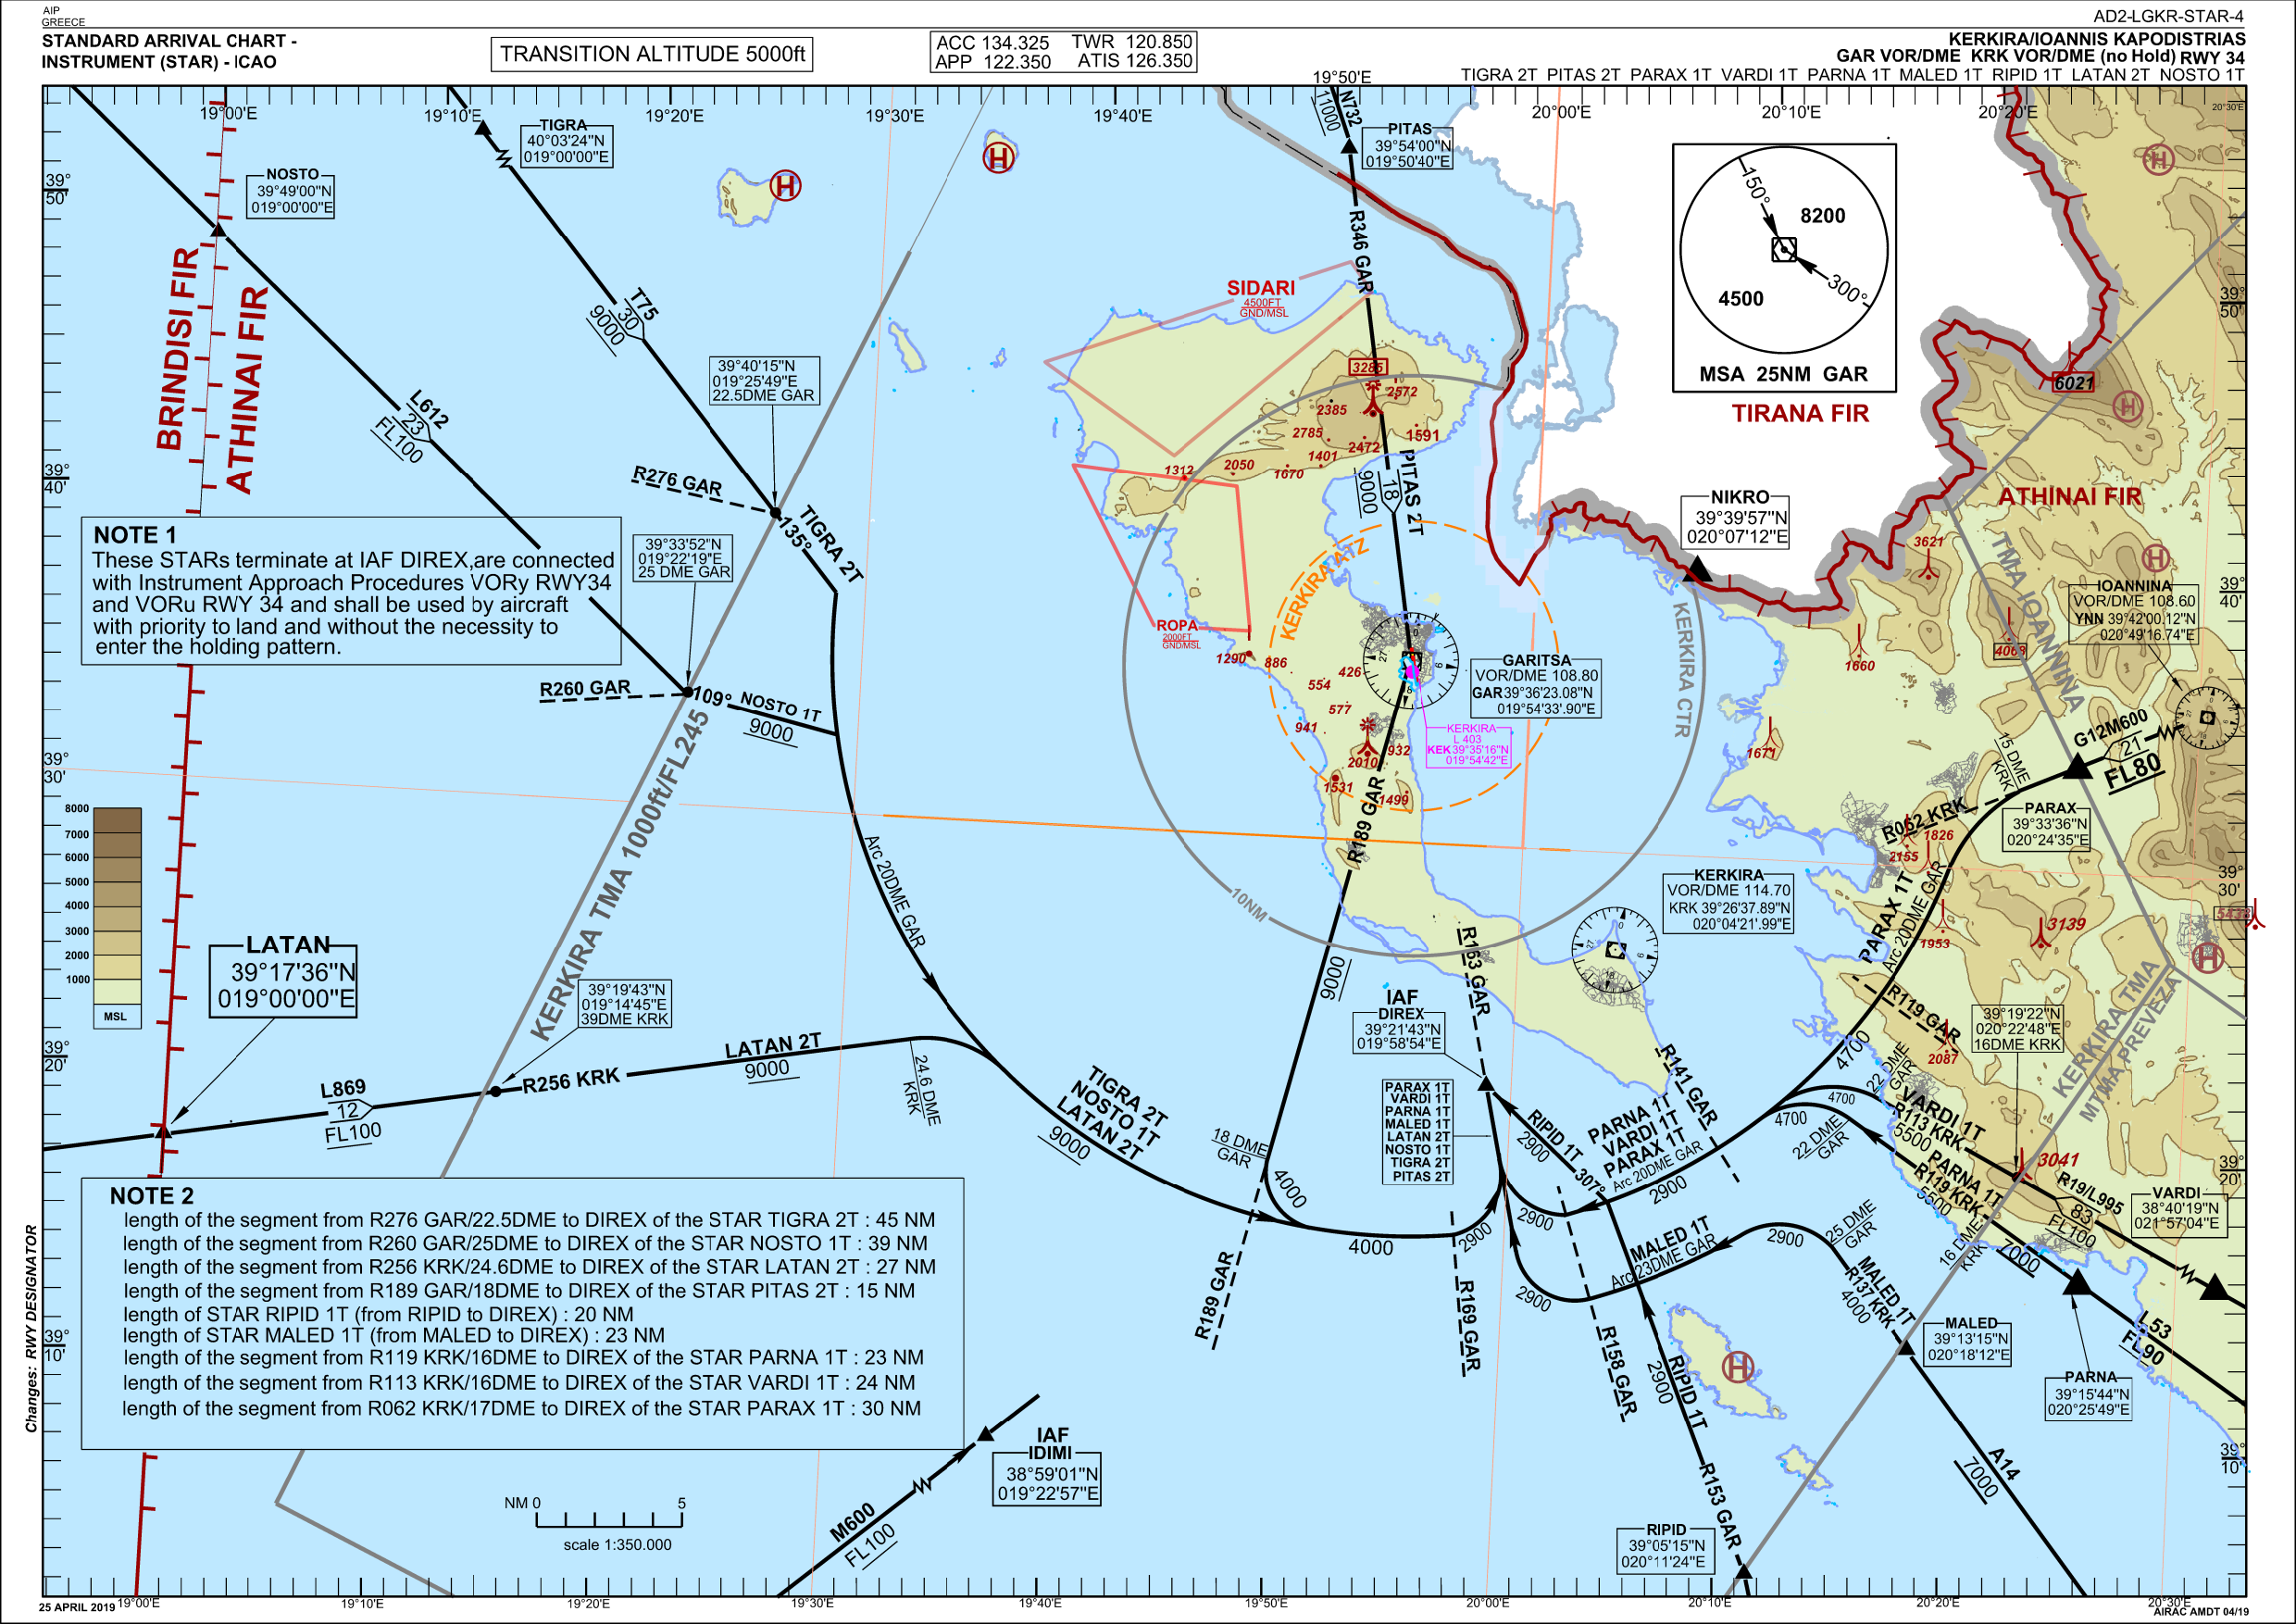 AIP
GREECE
AD2-LGKR-STAR-4
STANDARD ARRIVAL CHART -
INSTRUMENT (STAR) - ICAO
TRANSITION ALTITUDE 5000ft
ACC 134.325 TWR 120.850
APP 122.350 ATIS 126.350
KERKIRA/IOANNIS KAPODISTRIAS
GAR VOR/DME KRK VOR/DME (no Hold) RWY 34
TIGRA 2T PITAS 2T PARAX 1T VARDI 1T PARNA 1T MALED 1T RIPID 1T LATAN 2T NOSTO 1T
19°00'E
19°10'E
19°20'E
19°30'E
19°40'E
19°50'E
20°00'E
20°10'E
20°20'E
20°30'E
TIGRA
40°03'24"N
019°00'00"E
NOSTO
39°49'00"N
019°00'00"E
N732
11000
PITAS
39°54'00"N
019°50'40"E
150°
8200
4500
300°
MSA 25NM GAR
TIRANA FIR
39°
50'
39°
50'
BRINDISI FIR
ATHINAI FIR
T75
30
9000
L612
23
FL100
39°40'15"N
019°25'49"E
22.5DME GAR
R346 GAR
SIDARI
4500FT
GND/MSL
3285
2572
2385
2785
2472
1591
1401
1312
2050
1670
6021
39°
40'
R276 GAR
135°
TIGRA 2T
9000
18
PITAS 2T
NIKRO
39°39'57"N
020°07'12"E
ATHINAI FIR
3621
TMA IOANNINA
IOANNINA
VOR/DME 108.60
YNN 39°42'00.12"N
020°49'16.74"E
39°
40'
4068
1660
NOTE 1
These STARs terminate at IAF DIREX,are connected
with Instrument Approach Procedures VORy RWY34
and VORu RWY 34 and shall be used by aircraft
with priority to land and without the necessity to
enter the holding pattern.
39°33'52"N
019°22'19"E
25 DME GAR
KERKIRA ATZ
KERKIRA CTR
ROPA
2000FT
GND/MSL
1290
886
426
554
577
941
932
2010
1531
1499
GARITSA
VOR/DME 108.80
GAR39°36'23.08"N
019°54'33'.90"E
KERKIRA
L 403
KEK39°35'16"N
019°54'42"E
R260 GAR
109°
NOSTO 1T
9000
KERKIRA TMA 1000ft/FL245
39°
30'
1671
15 DME
KRK
G12M600
21
FL80
PARAX
39°33'36"N
020°24'35"E
R062 KRK
1826
2155
39°
30'
8000
7000
6000
5000
4000
3000
2000
1000
MSL
Arc 20DME GAR
R189 GAR
10NM
KERKIRA
VOR/DME 114.70
KRK 39°26'37.89"N
020°04'21'.99"E
PARAX 1T
Arc 20DME GAR
1953
3139
5438
LATAN
39°17'36"N
019°00'00"E
39°19'43"N
019°14'45"E
39DME KRK
9000
R163 GAR
IAF
DIREX
39°21'43"N
019°58'54"E
R119 GAR
39°19'22"N
020°22'48"E
16DME KRK
2087
4700
KERKIRA TMA
MTMA PREVEZA
39°
20'
L869
12
FL100
R256 KRK
LATAN 2T
9000
24.6 DME
KRK
TIGRA 2T
NOSTO 1T
LATAN 2T
9000
PARAX 1T
VARDI 1T
PARNA 1T
MALED 1T
LATAN 2T
NOSTO 1T
TIGRA 2T
PITAS 2T
R141 GAR
RIPID 1T 307°
2900
PARNA 1T
VARDI 1T
PARAX 1T
Arc 20DME GAR
2900
22 DME
GAR
4700
4700
22 DME
GAR
VARDI 1T
R113 KRK
5500
PARNA 1T
R119 KRK
5500
3041
R19/L995
83
FL100
VARDI
38°40'19"N
021°57'04"E
39°
20'
18 DME
GAR
4000
4000
2900
2900
2900
R189 GAR
R169 GAR
R158 GAR
MALED 1T
Arc 23DME GAR
2900
25 DME
GAR
MALED 1T
R137 KRK
4000
16 DME
KRK
7000
MALED
39°13'15"N
020°18'12"E
L53
FL90
PARNA
39°15'44"N
020°25'49"E
NOTE 2
length of the segment from R276 GAR/22.5DME to DIREX of the STAR TIGRA 2T : 45 NM
length of the segment from R260 GAR/25DME to DIREX of the STAR NOSTO 1T : 39 NM
length of the segment from R256 KRK/24.6DME to DIREX of the STAR LATAN 2T : 27 NM
length of the segment from R189 GAR/18DME to DIREX of the STAR PITAS 2T : 15 NM
length of STAR RIPID 1T (from RIPID to DIREX) : 20 NM
length of STAR MALED 1T (from MALED to DIREX) : 23 NM
length of the segment from R119 KRK/16DME to DIREX of the STAR PARNA 1T : 23 NM
length of the segment from R113 KRK/16DME to DIREX of the STAR VARDI 1T : 24 NM
length of the segment from R062 KRK/17DME to DIREX of the STAR PARAX 1T : 30 NM
39°
10'
RIPID 1T
2900
R153 GAR
RIPID
39°05'15"N
020°11'24"E
A14
7000
39°
10'
IAF
IDIMI
38°59'01"N
019°22'57"E
M600
FL100
NM 0
5
scale 1:350.000
Changes: RWY DESIGNATOR
25 APRIL 2019
19°00'E
19°10'E
19°20'E
19°30'E
19°40'E
19°50'E
20°00'E
20°10'E
20°20'E
20°30'E
AIRAC AMDT 04/19